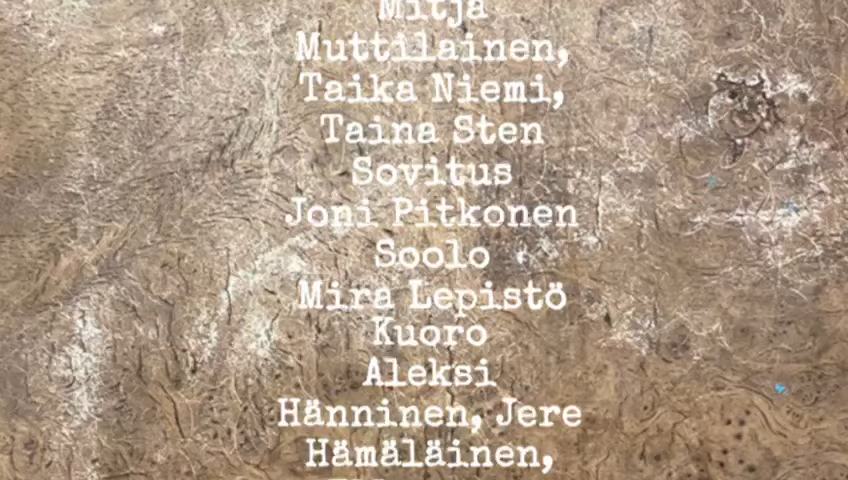 Mitja
Muttilainen,
Taika Niemi,
Taina Sten
Sovitus
Joni Pitkonen
Soolo
Mira Lepistö
Kuoro
Aleksi
Hänninen, Jere
Hämäläinen,